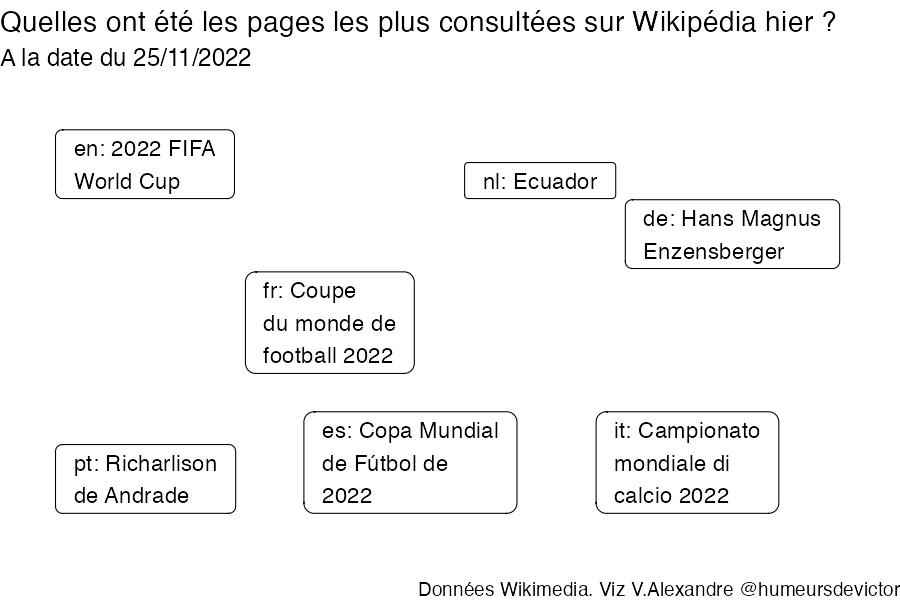 Quelles ont été les pages les plus consultées sur Wikipédia hier ?
A la date du 25/11/2022
en: 2022 FIFA
World Cup
nl: Ecuador
de: Hans Magnus
Enzensberger
fr: Coupe
du monde de
football 2022
es: Copa Mundial
de Fútbol de
2022
it: Campionato
mondiale di
calcio 2022
pt: Richarlison
de Andrade
Données Wikimedia. Viz V.Alexandre @humeursdevictor